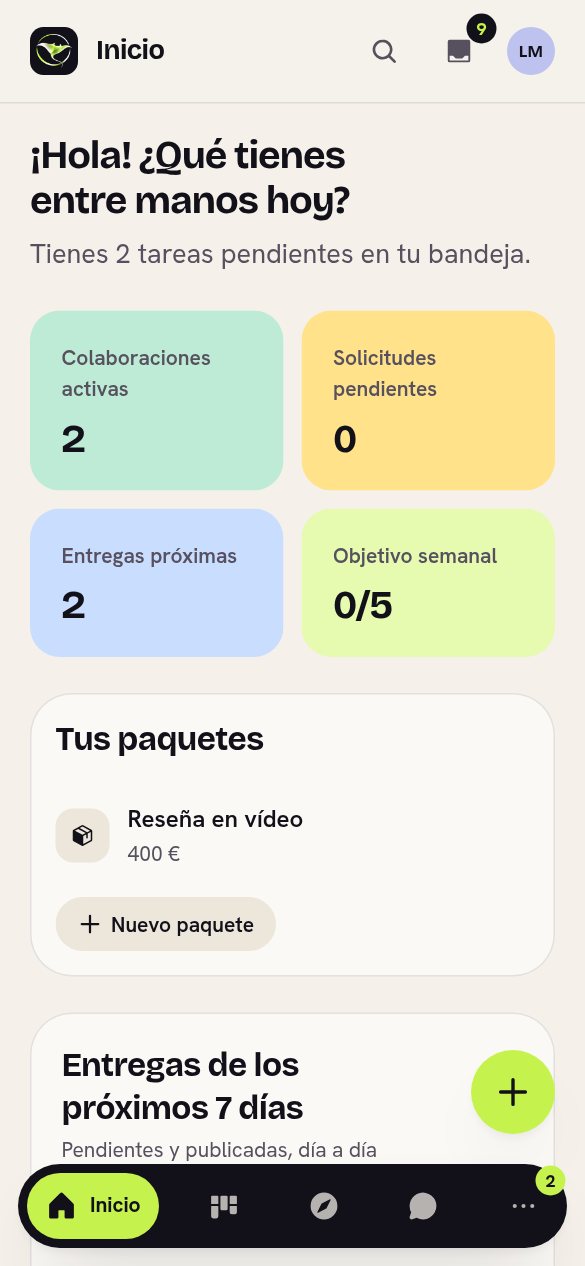 Inicio
9
LM
¡Hola! ¿Qué tienes
entre manos hoy?
Tienes 2 tareas pendientes en tu bandeja.
Colaboraciones
activas
2
Solicitudes
pendientes
0
Entregas próximas
2
Objetivo semanal
0/5
Tus paquetes
Reseña en vídeo
400 €
Nuevo paquete
Entregas de los
próximos 7 días
Pendientes y publicadas, día a día
Inicio
2